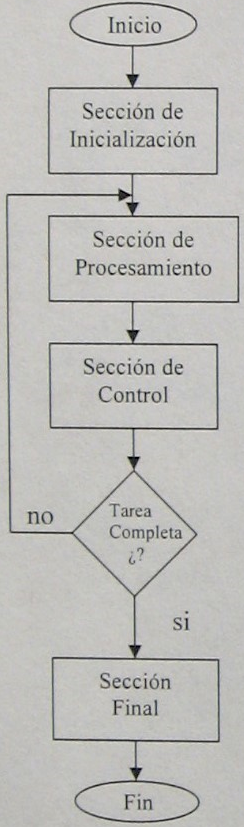 Inicio
Sección de
Inicialización
Sección de
Procesamiento
Sección de
Control
Tarea
Completa
¿?
no
si
Sección
Final
Fin